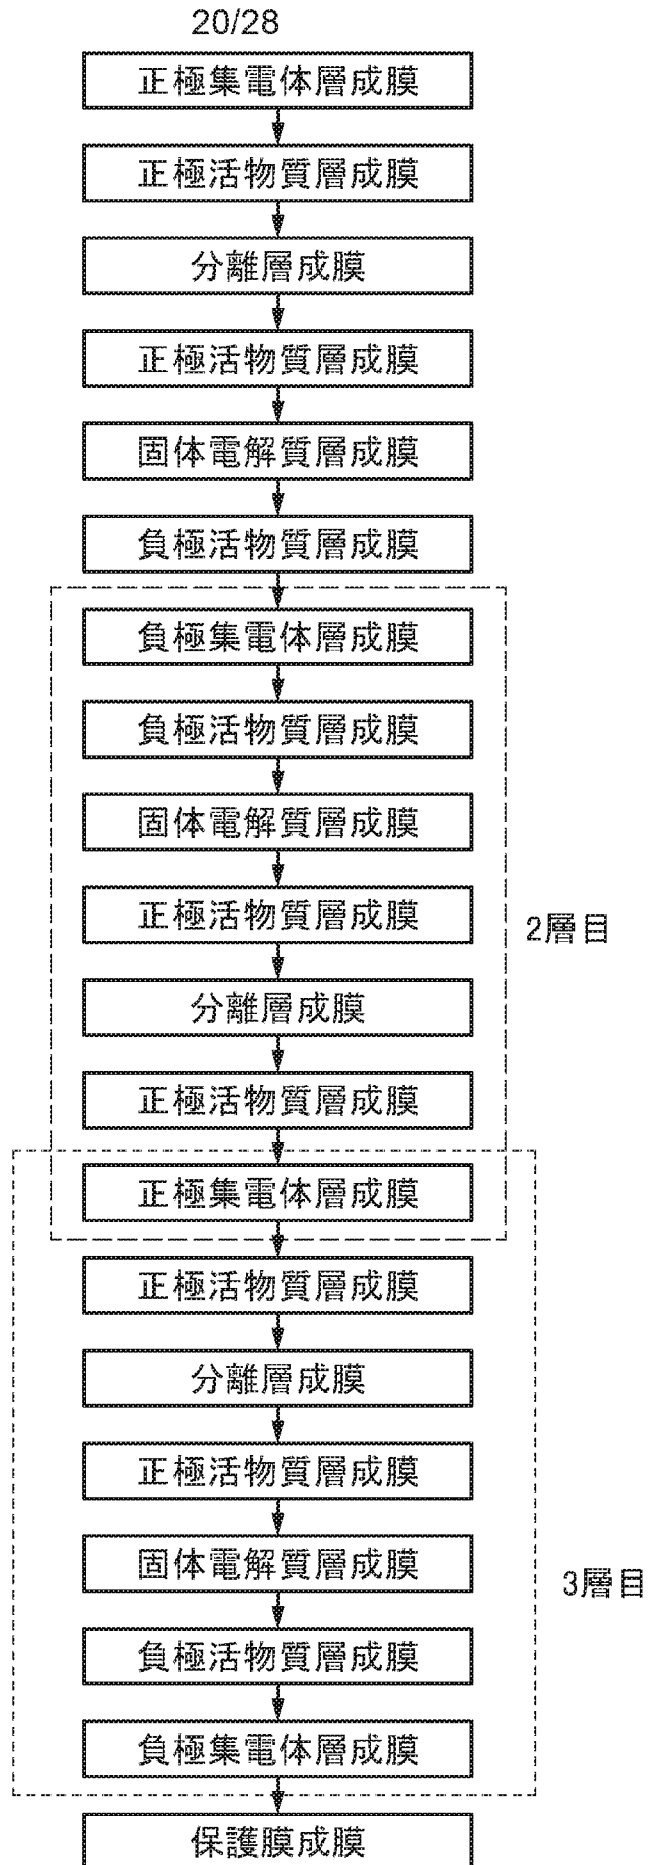 20/28
正極集電体層成膜
正極活物質層成膜
分離層成膜
正極活物質層成膜
固体電解質層成膜
負極活物質層成膜
負極集電体層成膜
負極活物質層成膜
固体電解質層成膜
正極活物質層成膜
2層目
分離層成膜
正極活物質層成膜
正極集電体層成膜
正極活物質層成膜
分離層成膜
正極活物質層成膜
固体電解質層成膜
3層目
負極活物質層成膜
負極集電体層成膜
保護膜成膜